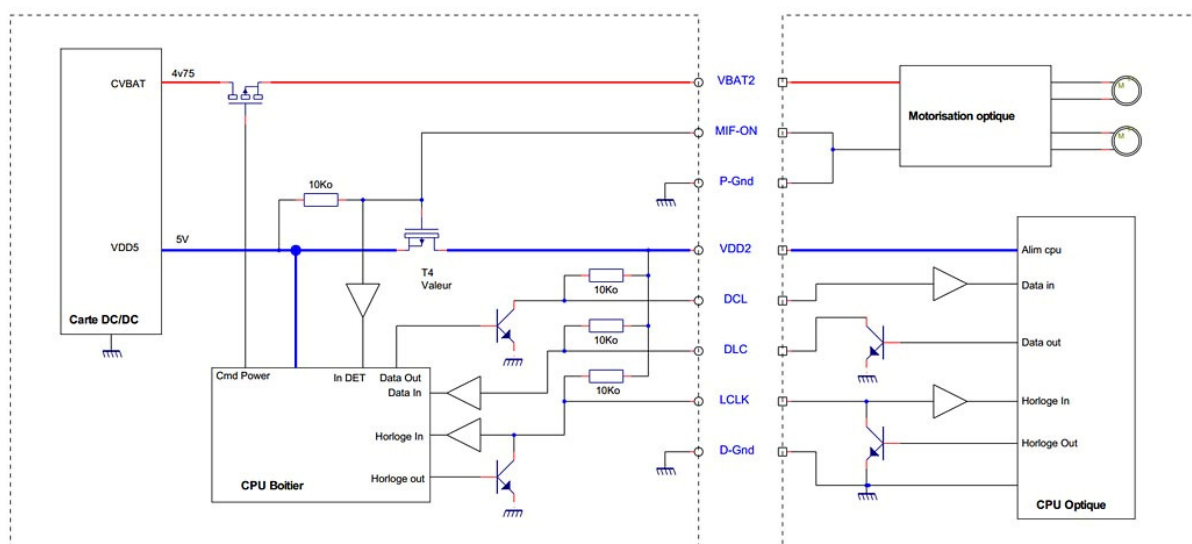 CVBAT
4v75
VBAT2
Motorisation optique
M
MIF-ON
M
10Ko
P-Gnd
VDD5
5V
VDD2
Alim cpu
T4
Valeur
10Ko
DCL
Data in
Carte DC/DC
10Ko
DLC
Data out
Cmd Power
In DET
Data Out
Data In
10Ko
LCLK
Horloge In
Horloge In
D-Gnd
Horloge Out
Horloge out
CPU Boitier
CPU Optique